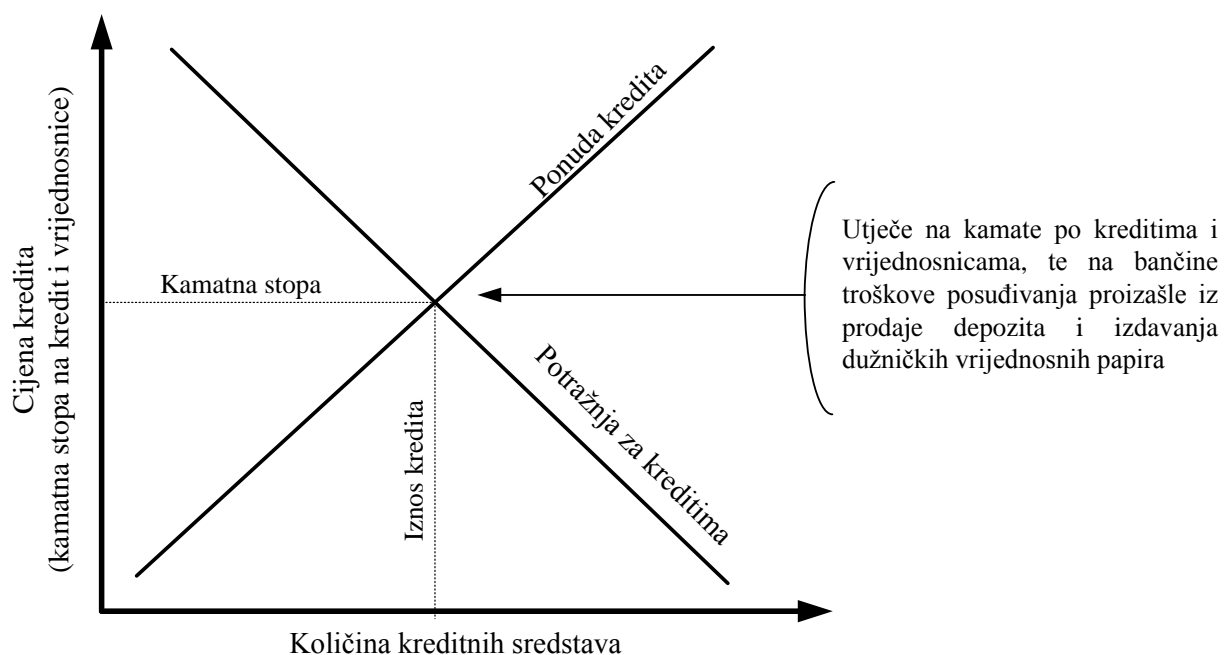 Cijena kredita
(kamatna stopa na kredit i vrijednosnice)
Ponuda kredita
Kamatna stopa
Iznos kredita
Potražnja za kreditima
Količina kreditnih sredstava
Utječe na kamate po kreditima i
vrijednosnicama, te na bančine
troškove posuđivanja proizašle iz
prodaje depozita i izdavanja
dužničkih vrijednosnih papira